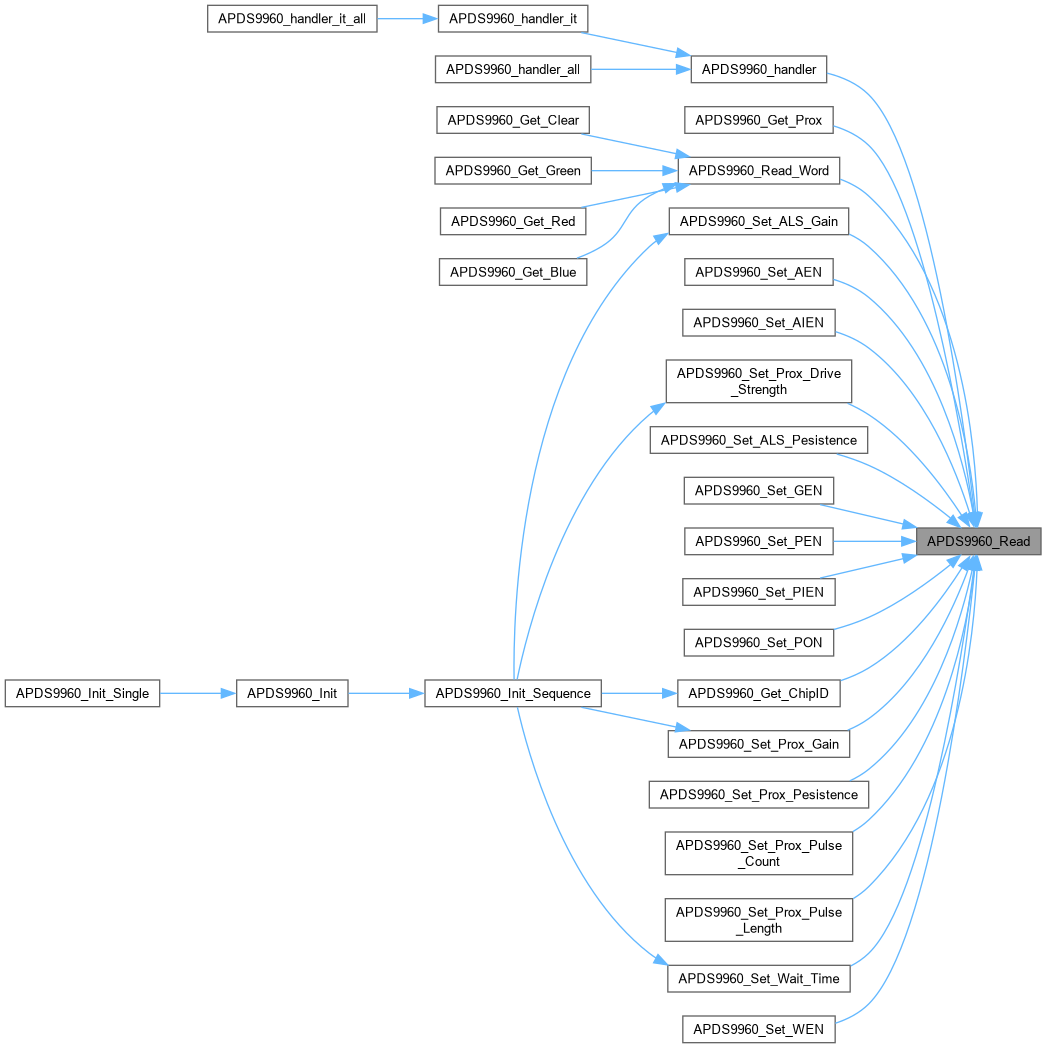 APDS9960_handler_it_all
APDS9960_handler_it
APDS9960_handler_all
APDS9960_handler
APDS9960_Get_Clear
APDS9960_Get_Prox
APDS9960_Get_Green
APDS9960_Read_Word
APDS9960_Get_Red
APDS9960_Set_ALS_Gain
APDS9960_Get_Blue
APDS9960_Set_AEN
APDS9960_Set_AIEN
APDS9960_Set_Prox_Drive
_Strength
APDS9960_Set_ALS_Pesistence
APDS9960_Set_GEN
APDS9960_Set_PEN
APDS9960_Read
APDS9960_Set_PIEN
APDS9960_Set_PON
APDS9960_Init_Single
APDS9960_Init
APDS9960_Init_Sequence
APDS9960_Get_ChipID
APDS9960_Set_Prox_Gain
APDS9960_Set_Prox_Pesistence
APDS9960_Set_Prox_Pulse
_Count
APDS9960_Set_Prox_Pulse
_Length
APDS9960_Set_Wait_Time
APDS9960_Set_WEN